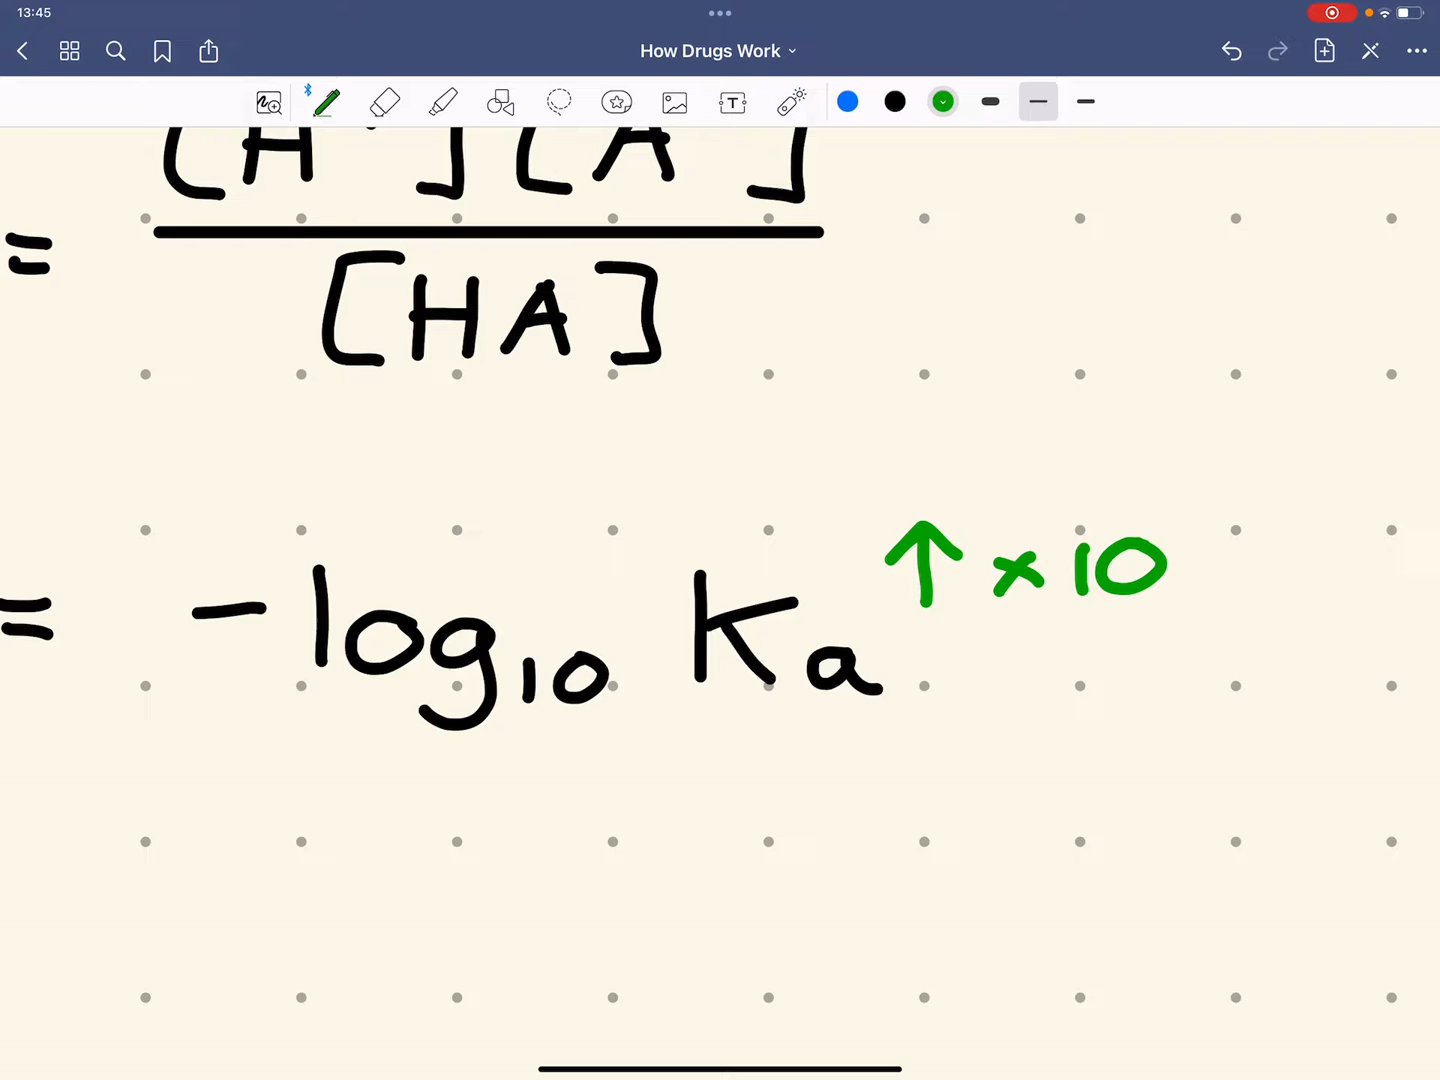 13:45
How Drugs Work
T
= [H⁺][A⁻]
[HA]
= -log₁₀ Ka ↑ × 10